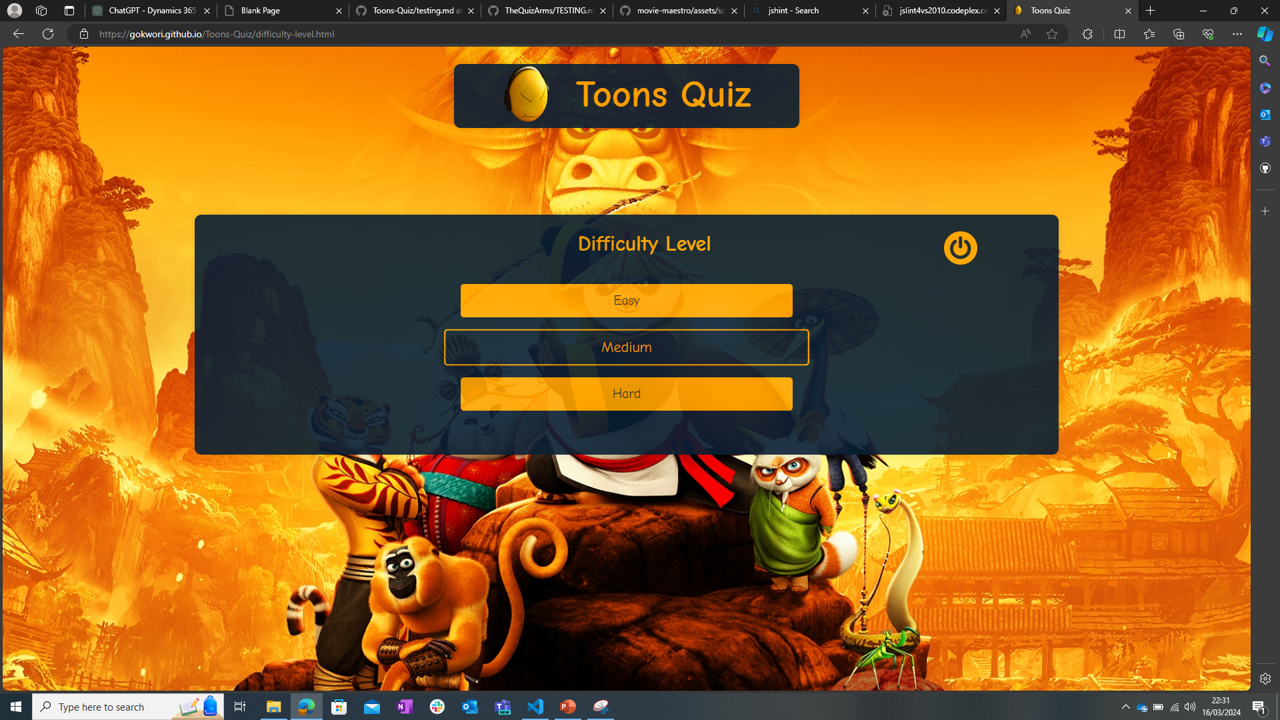 ChatGPT - Dynamics 365
Blank Page
Toons-Quiz/testing.md at
TheQuizArms/TESTING.m
movie-maestro/assets/sc
jshint - Search
jslint4vs2010.codeplex.co
Toons Quiz
https://gokwori.github.io/Toons-Quiz/difficulty-level.html
Toons Quiz
Difficulty Level
Easy
Medium
Hard
Type here to search
22:31
16/03/2024